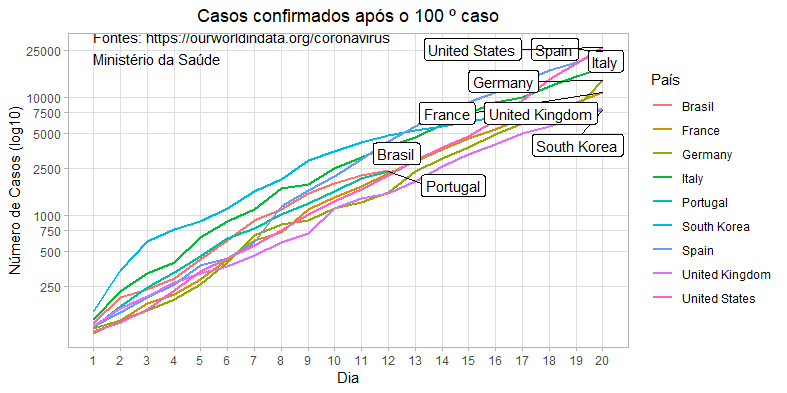 Casos confirmados após o 100 º caso
Fontes: https://ourworldindata.org/coronavirus
Ministério da Saúde
Número de Casos (log10)
25000
10000
7500
5000
2500
1000
750
500
250
United States
Spain
Italy
Germany
France
United Kingdom
South Korea
Brasil
Portugal
1 2 3 4 5 6 7 8 9 10 11 12 13 14 15 16 17 18 19 20
Dia
País
Brasil
France
Germany
Italy
Portugal
South Korea
Spain
United Kingdom
United States